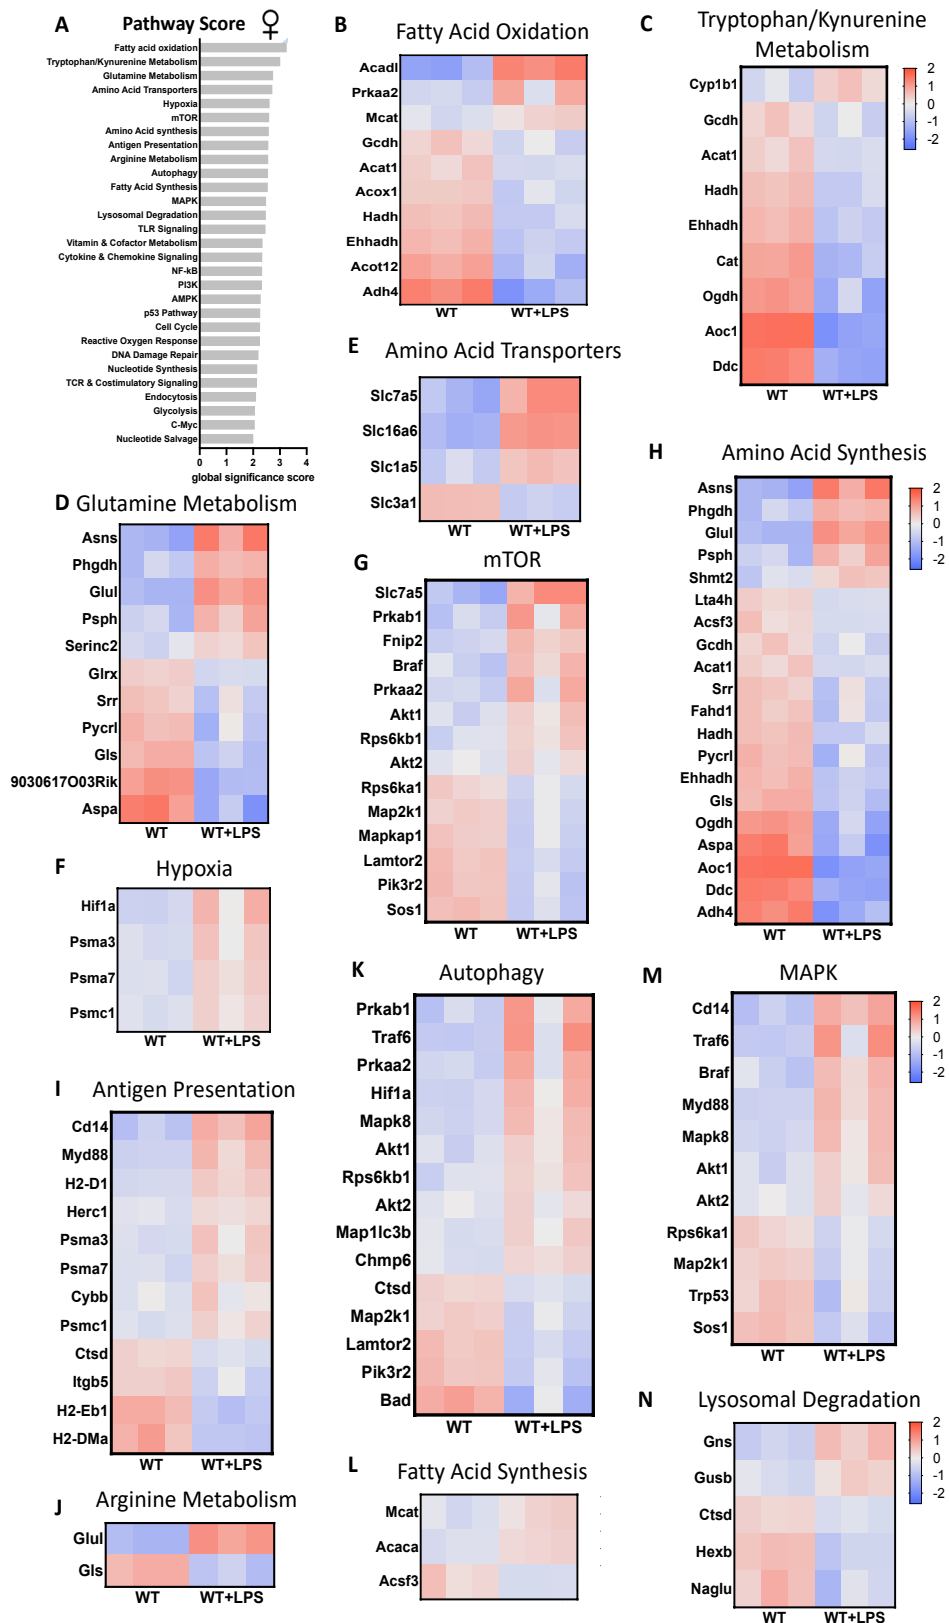 A Pathway Score ♀
Fatty acid oxidation
Tryptophan/Kynurenine Metabolism
Glutamine Metabolism
Amino Acid Transporters
Hypoxia
mTOR
Amino Acid synthesis
Antigen Presentation
Arginine Metabolism
Autophagy
Fatty Acid Synthesis
MAPK
Lysosomal Degradation
TLR Signaling
Vitamin & Cofactor Metabolism
Cytokine & Chemokine Signaling
NF-kB
PI3K
AMPK
p53 Pathway
Cell Cycle
Reactive Oxygen Response
DNA Damage Repair
Nucleotide Synthesis
TCR & Costimulatory Signaling
Endocytosis
Glycolysis
C-Myc
Nucleotide Salvage
0 1 2 3 4
global significance score
B Fatty Acid Oxidation
Acadl
Prkaa2
Mcat
Gcdh
Acat1
Acox1
Hadh
Ehhadh
Acot12
Adh4
WT WT+LPS
C Tryptophan/Kynurenine
Metabolism
Cyp1b1
Gcdh
Acat1
Hadh
Ehhadh
Cat
Ogdh
Aoc1
Ddc
WT WT+LPS
2
1
0
-1
-2
D Glutamine Metabolism
Asns
Phgdh
Glul
Psph
Serinc2
Glrx
Srr
Pycrl
Gls
9030617O03Rik
Aspa
WT WT+LPS
E Amino Acid Transporters
Slc7a5
Slc16a6
Slc1a5
Slc3a1
WT WT+LPS
F Hypoxia
Hif1a
Psma3
Psma7
Psmc1
WT WT+LPS
G mTOR
Slc7a5
Prkab1
Fnip2
Braf
Prkaa2
Akt1
Rps6kb1
Akt2
Rps6ka1
Map2k1
Mapkap1
Lamtor2
Pik3r2
Sos1
WT WT+LPS
H Amino Acid Synthesis
Asns
Phgdh
Glul
Psph
Shmt2
Lta4h
Acsf3
Gcdh
Acat1
Srr
Fahd1
Hadh
Pycrl
Ehhadh
Gls
Ogdh
Aspa
Aoc1
Ddc
Adh4
WT WT+LPS
2
1
0
-1
-2
I Antigen Presentation
Cd14
Myd88
H2-D1
Herc1
Psma3
Psma7
Cybb
Psmc1
Ctsd
Itgb5
H2-Eb1
H2-DMa
WT WT+LPS
J Arginine Metabolism
Glul
Gls
WT WT+LPS
K Autophagy
Prkab1
Traf6
Prkaa2
Hif1a
Mapk8
Akt1
Rps6kb1
Akt2
Map1lc3b
Chmp6
Ctsd
Map2k1
Lamtor2
Pik3r2
Bad
WT WT+LPS
L Fatty Acid Synthesis
Mcat
Acaca
Acsf3
M MAPK
Cd14
Traf6
Braf
Myd88
Mapk8
Akt1
Akt2
Rps6ka1
Map2k1
Trp53
Sos1
WT WT+LPS
2
1
0
-1
-2
N Lysosomal Degradation
Gns
Gusb
Ctsd
Hexb
Naglu
WT WT+LPS
2
1
0
-1
-2